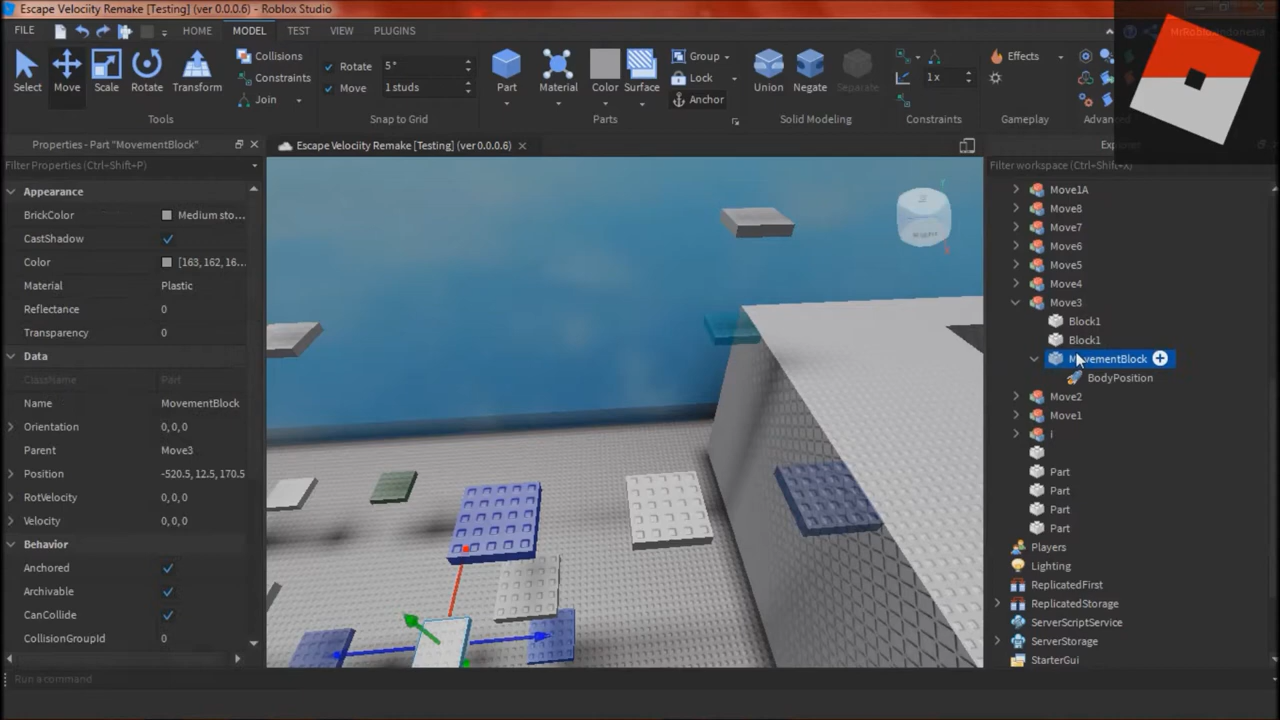 Escape Velociity Remake [Testing] (ver 0.0.0.6) - Roblox Studio
FILE HOME MODEL TEST VIEW PLUGINS
Select Move Scale Rotate Transform
Collisions
Constraints
Join
Tools
Rotate 5°
Move 1 studs
Snap to Grid
Part Material Color Surface
Group
Lock
Anchor
Parts
Union Negate Separate
Solid Modeling
1x
Constraints
Effects
Gameplay
Properties - Part "MovementBlock"
Filter Properties (Ctrl+Shift+P)
Appearance
BrickColor Medium sto...
CastShadow
Color [163, 162, 16...
Material Plastic
Reflectance 0
Transparency 0
Data
ClassName Part
Name MovementBlock
Orientation 0,0,0
Parent Move3
Position -520.5, 12.5, 170.5
RotVelocity 0,0,0
Velocity 0,0,0
Behavior
Anchored
Archivable
CanCollide
CollisionGroupId 0
Escape Velociity Remake [Testing] (ver 0.0.0.6)
Filter workspace (Ctrl+Shift+X)
Move1A
Move8
Move7
Move6
Move5
Move4
Move3
Block1
Block1
MovementBlock
BodyPosition
Move2
Move1
i
Part
Part
Part
Part
Players
Lighting
ReplicatedFirst
ReplicatedStorage
ServerScriptService
ServerStorage
StarterGui
Run a command